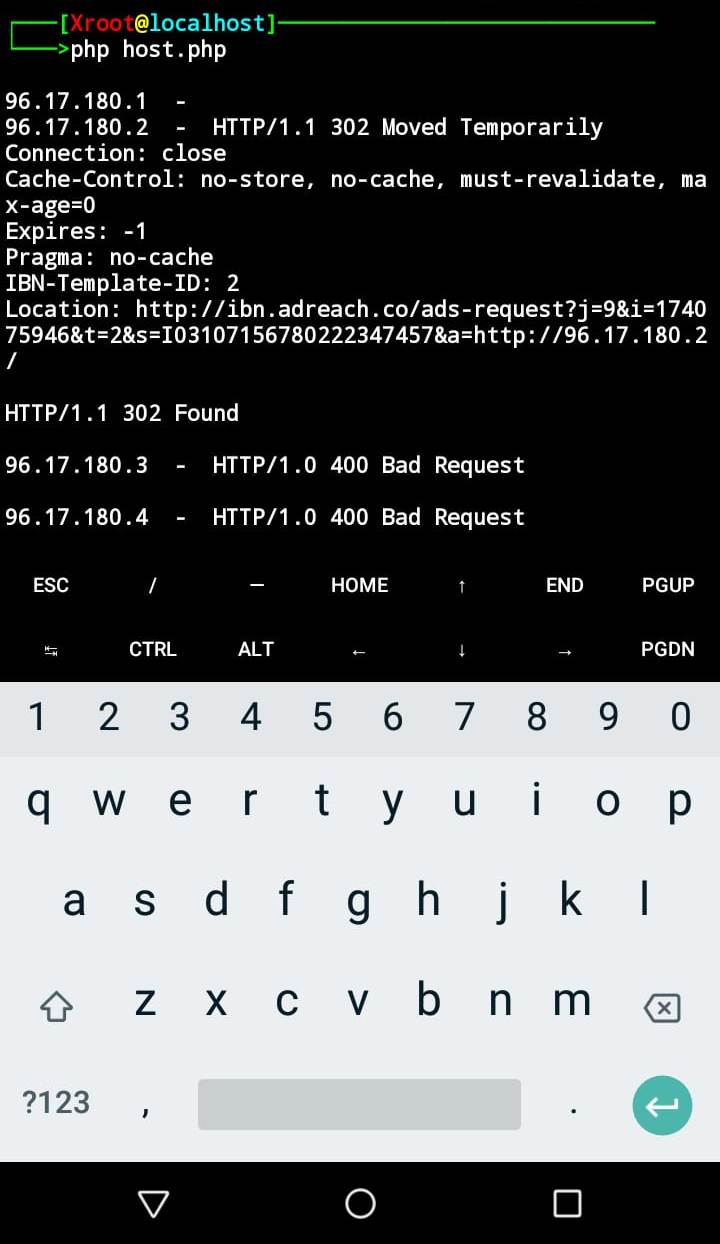 [Xroot@localhost]
>php host.php
96.17.180.1  -
96.17.180.2  -  HTTP/1.1 302 Moved Temporarily
Connection: close
Cache-Control: no-store, no-cache, must-revalidate, ma
x-age=0
Expires: -1
Pragma: no-cache
IBN-Template-ID: 2
Location: http://ibn.adreach.co/ads-request?j=9&i=1740
75946&t=2&s=I031071567802223​47457&a=http://96.17.180.2
/
HTTP/1.1 302 Found
96.17.180.3  -  HTTP/1.0 400 Bad Request
96.17.180.4  -  HTTP/1.0 400 Bad Request
ESC / — HOME ↑ END PGUP
↹ CTRL ALT ← ↓ → PGDN
1 2 3 4 5 6 7 8 9 0
q w e r t y u i o p
a s d f g h j k l
z x c v b n m
?123 , .